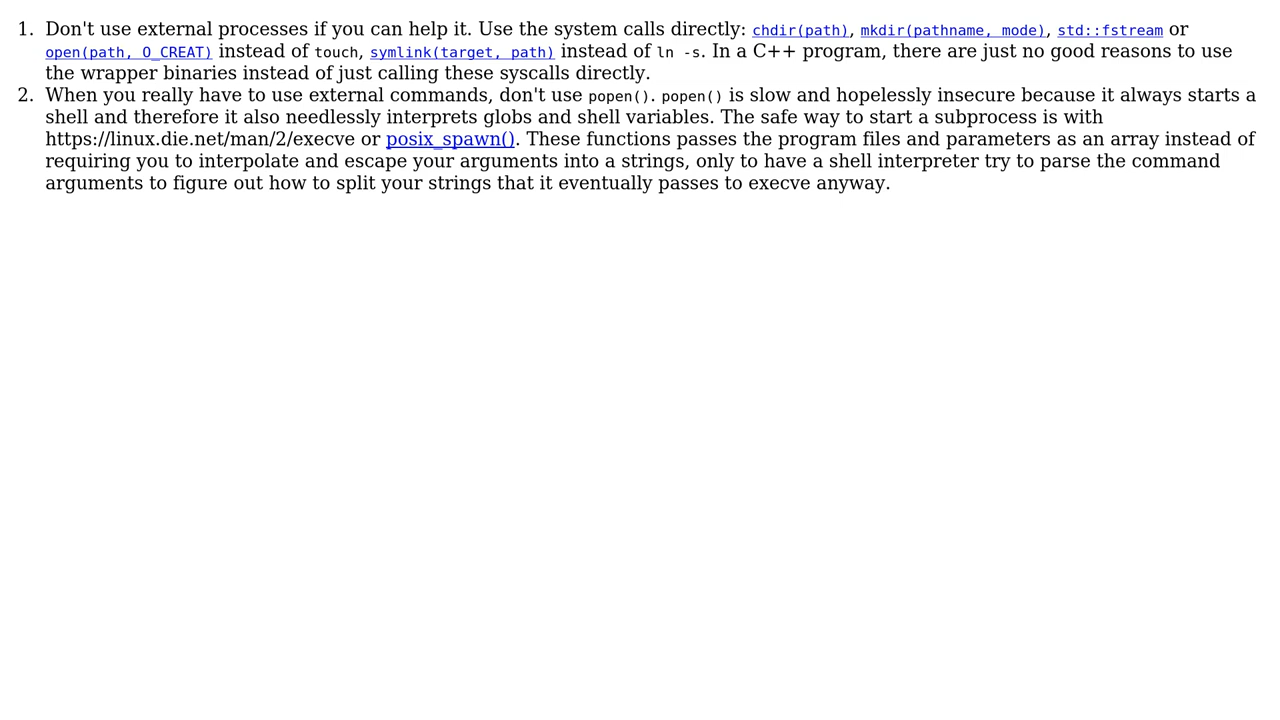 1. Don't use external processes if you can help it. Use the system calls directly: chdir(path), mkdir(pathname, mode), std::fstream or
open(path, O_CREAT) instead of touch, symlink(target, path) instead of ln -s. In a C++ program, there are just no good reasons to use
the wrapper binaries instead of just calling these syscalls directly.
2. When you really have to use external commands, don't use popen(). popen() is slow and hopelessly insecure because it always starts a
shell and therefore it also needlessly interprets globs and shell variables. The safe way to start a subprocess is with
https://linux.die.net/man/2/execve or posix_spawn(). These functions passes the program files and parameters as an array instead of
requiring you to interpolate and escape your arguments into a strings, only to have a shell interpreter try to parse the command
arguments to figure out how to split your strings that it eventually passes to execve anyway.